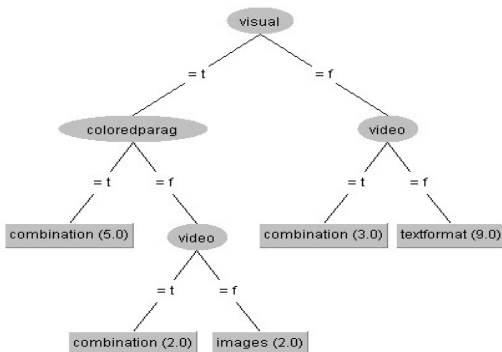 visual
= t
= f
coloredparag
video
= t
= f
= t
= f
combination (5.0)
video
combination (3.0)
textformat (9.0)
= t
= f
combination (2.0)
images (2.0)